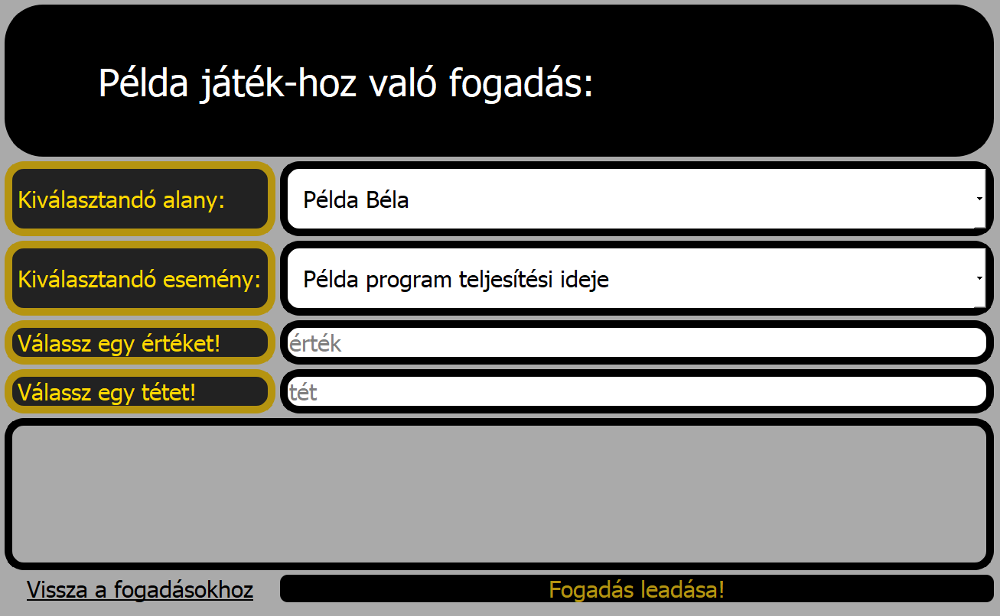 Példa játék-hoz való fogadás:
Kiválasztandó alany:
Példa Béla
Kiválasztandó esemény:
Példa program teljesítési ideje
Válassz egy értéket!
érték
Válassz egy tétet!
tét
Vissza a fogadásokhoz
Fogadás leadása!